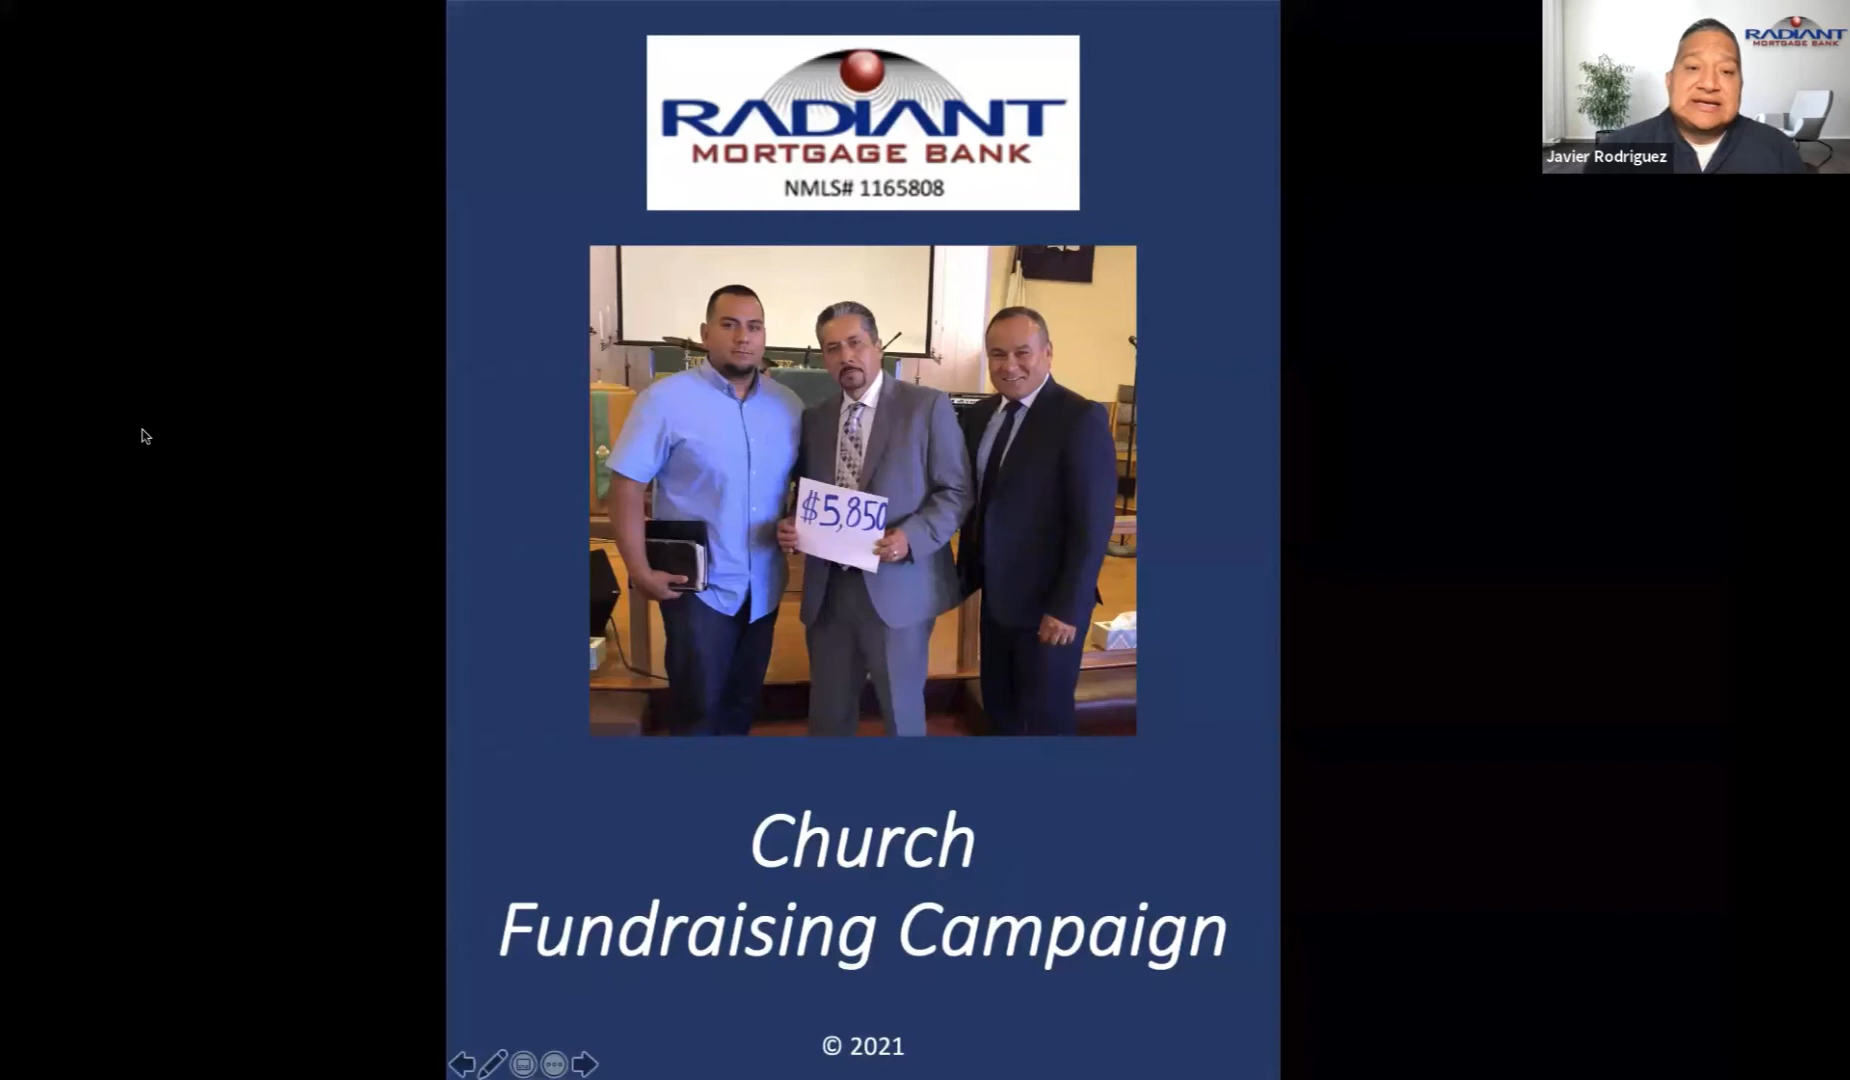 RADIANT
MORTGAGE BANK
NMLS# 1165808
RADIANT
MORTGAGE BANK
Javier Rodriguez
$5,850
Church
Fundraising Campaign
© 2021